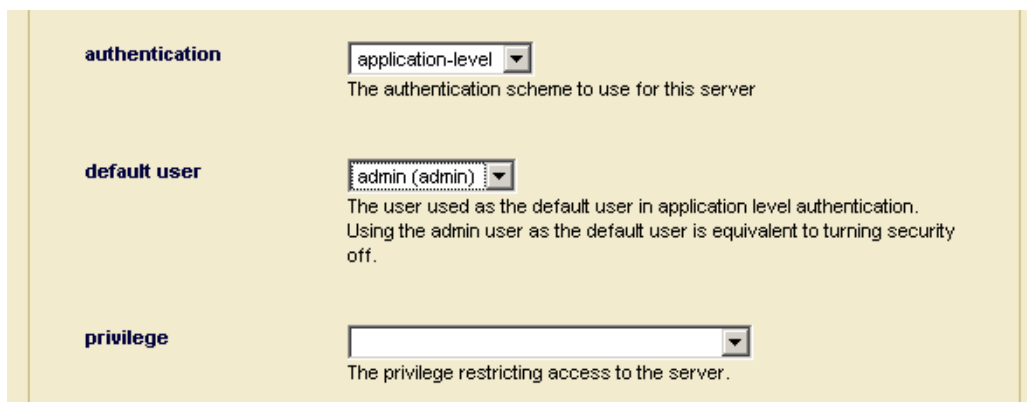 authentication
application-level
The authentication scheme to use for this server
default user
admin (admin)
The user used as the default user in application level authentication.
Using the admin user as the default user is equivalent to turning security
off.
privilege
The privilege restricting access to the server.